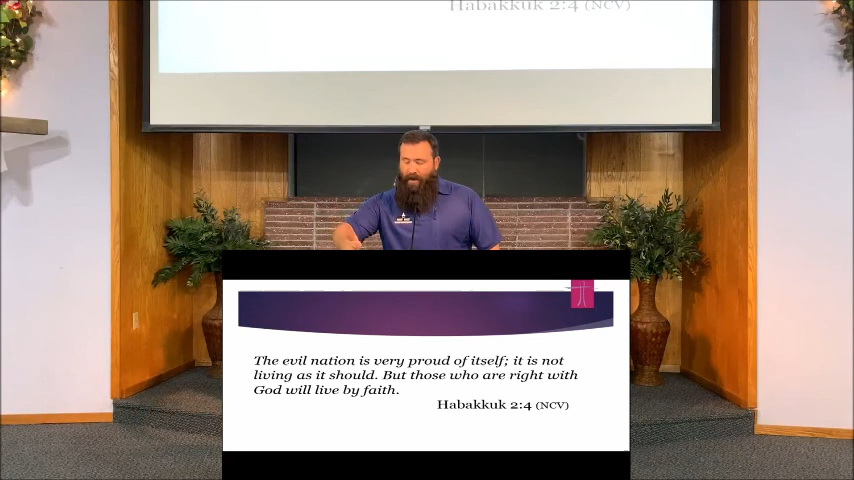 Habakkuk 2:4 (NCV)
The evil nation is very proud of itself; it is not
living as it should. But those who are right with
God will live by faith.
Habakkuk 2:4 (NCV)